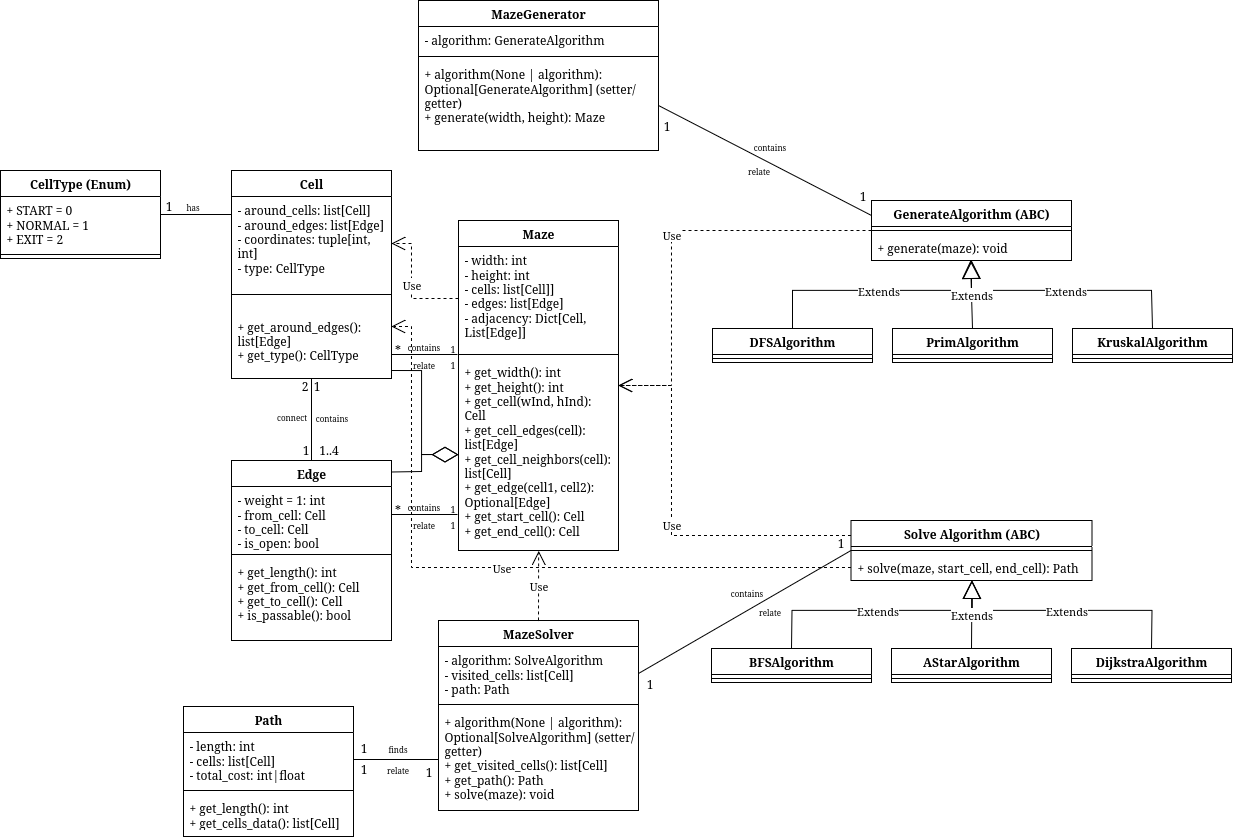 MazeGenerator
- algorithm: GenerateAlgorithm
+ algorithm(None | algorithm):
Optional[GenerateAlgorithm] (setter/
getter)
+ generate(width, height): Maze
1
contains
relate
1
CellType (Enum)
+ START = 0
+ NORMAL = 1
+ EXIT = 2
1
has
Cell
- around_cells: list[Cell]
- around_edges: list[Edge]
- coordinates: tuple[int,
int]
- type: CellType
+ get_around_edges():
list[Edge]
+ get_type(): CellType
Use
* contains 1
relate 1
Maze
- width: int
- height: int
- cells: list[Cell]]
- edges: list[Edge]
- adjacency: Dict[Cell,
List[Edge]]
+ get_width(): int
+ get_height(): int
+ get_cell(wInd, hInd):
Cell
+ get_cell_edges(cell):
list[Edge]
+ get_cell_neighbors(cell):
list[Cell]
+ get_edge(cell1, cell2):
Optional[Edge]
+ get_start_cell(): Cell
+ get_end_cell(): Cell
Use
GenerateAlgorithm (ABC)
+ generate(maze): void
Extends
Extends
Extends
DFSAlgorithm
PrimAlgorithm
KruskalAlgorithm
2 1
connect contains
1 1..4
Edge
- weight = 1: int
- from_cell: Cell
- to_cell: Cell
- is_open: bool
+ get_length(): int
+ get_from_cell(): Cell
+ get_to_cell(): Cell
+ is_passable(): bool
* contains 1
relate 1
Use
Use
Use
1
contains
relate
1
Solve Algorithm (ABC)
+ solve(maze, start_cell, end_cell): Path
Extends
Extends
Extends
BFSAlgorithm
AStarAlgorithm
DijkstraAlgorithm
MazeSolver
- algorithm: SolveAlgorithm
- visited_cells: list[Cell]
- path: Path
+ algorithm(None | algorithm):
Optional[SolveAlgorithm] (setter/
getter)
+ get_visited_cells(): list[Cell]
+ get_path(): Path
+ solve(maze): void
Path
- length: int
- cells: list[Cell]
- total_cost: int|float
+ get_length(): int
+ get_cells_data(): list[Cell]
1 finds
1 relate 1